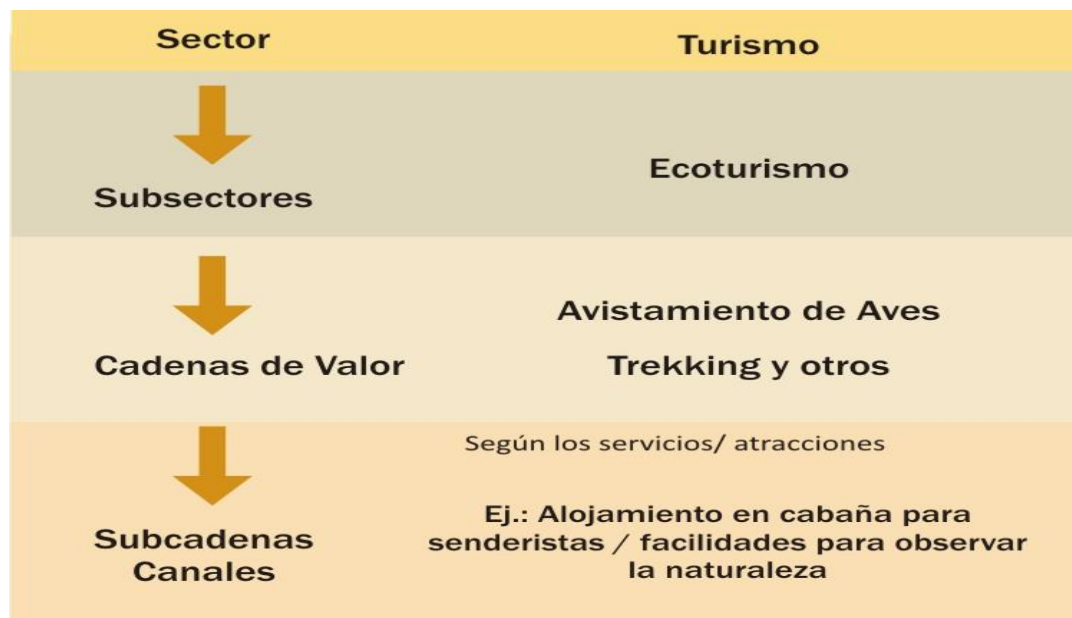 Sector
Turismo
Subsectores
Ecoturismo
Cadenas de Valor
Avistamiento de Aves
Trekking y otros
Subcadenas
Canales
Según los servicios/ atracciones
Ej.: Alojamiento en cabaña para
senderistas / facilidades para observar
la naturaleza